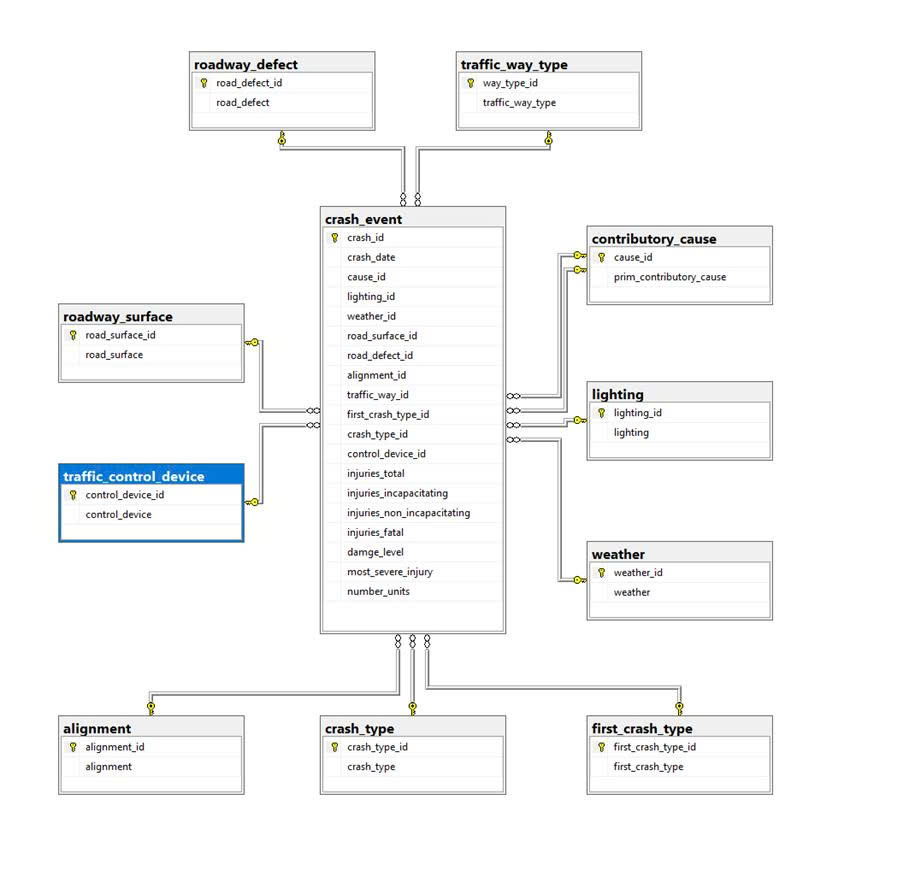 roadway_defect
road_defect_id
road_defect
traffic_way_type
way_type_id
traffic_way_type
crash_event
crash_id
crash_date
cause_id
lighting_id
weather_id
road_surface_id
road_defect_id
alignment_id
traffic_way_id
first_crash_type_id
crash_type_id
control_device_id
injuries_total
injuries_incapacitating
injuries_non_incapacitating
injuries_fatal
damge_level
most_severe_injury
number_units
contributory_cause
cause_id
prim_contributory_cause
roadway_surface
road_surface_id
road_surface
lighting
lighting_id
lighting
traffic_control_device
control_device_id
control_device
weather
weather_id
weather
alignment
alignment_id
alignment
crash_type
crash_type_id
crash_type
first_crash_type
first_crash_type_id
first_crash_type